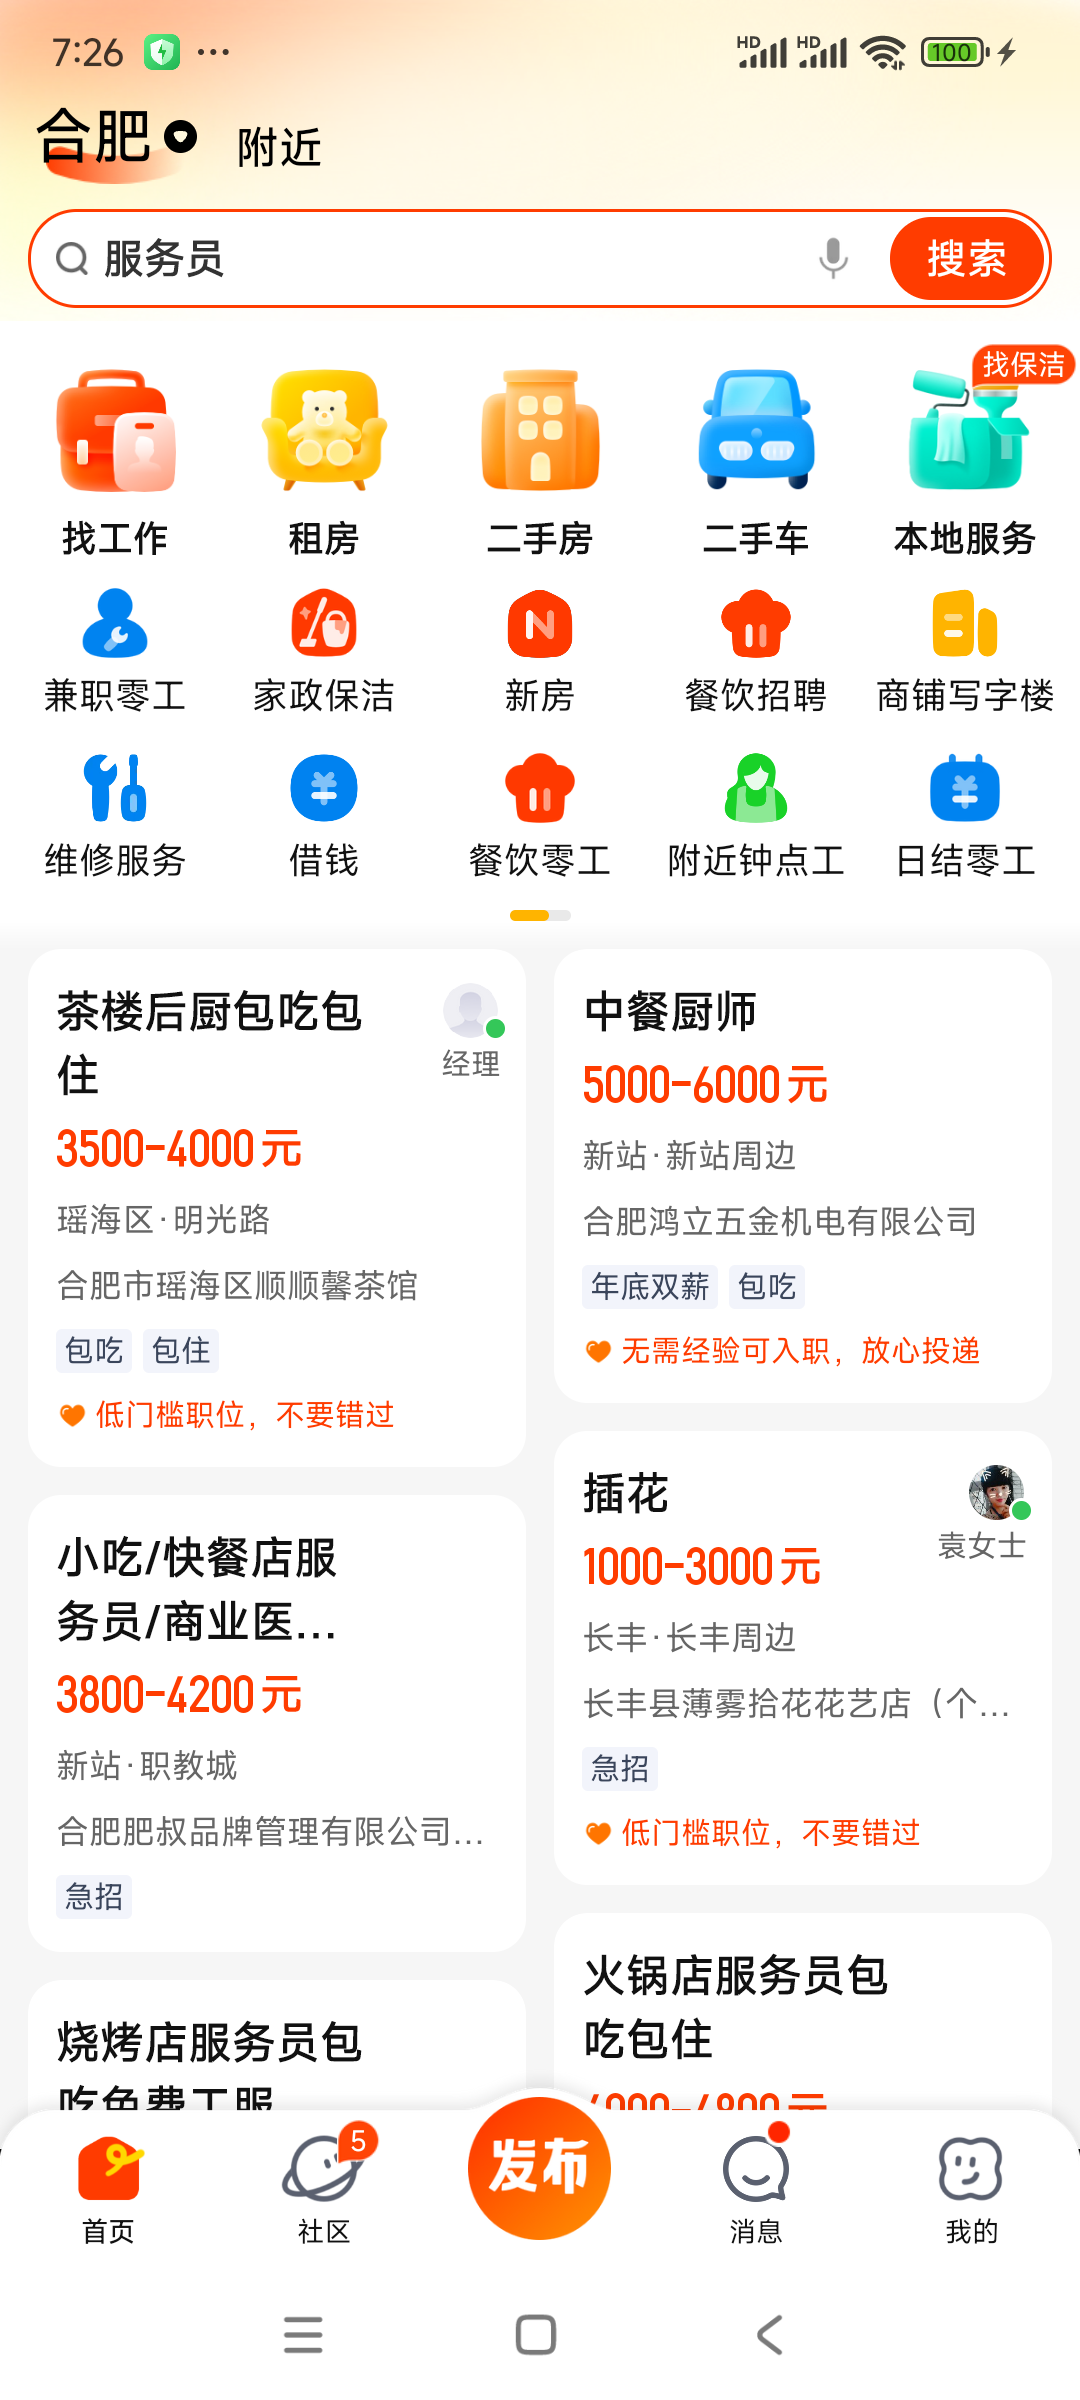 7:26
HD
HD
100
合肥
附近
服务员
搜索
找保洁
找工作
租房
二手房
二手车
本地服务
兼职零工
家政保洁
新房
餐饮招聘
商铺写字楼
维修服务
借钱
餐饮零工
附近钟点工
日结零工
茶楼后厨包吃包
住
经理
3500-4000元
瑶海区·明光路
合肥市瑶海区顺顺馨茶馆
包吃
包住
低门槛职位，不要错过
中餐厨师
5000-6000元
新站·新站周边
合肥鸿立五金机电有限公司
年底双薪
包吃
无需经验可入职，放心投递
小吃/快餐店服
务员/商业医...
3800-4200元
新站·职教城
合肥肥叔品牌管理有限公司...
急招
插花
袁女士
1000-3000元
长丰·长丰周边
长丰县薄雾拾花花艺店（个...
急招
低门槛职位，不要错过
烧烤店服务员包
吃免费工服
火锅店服务员包
吃包住
首页
社区
5
发布
消息
我的